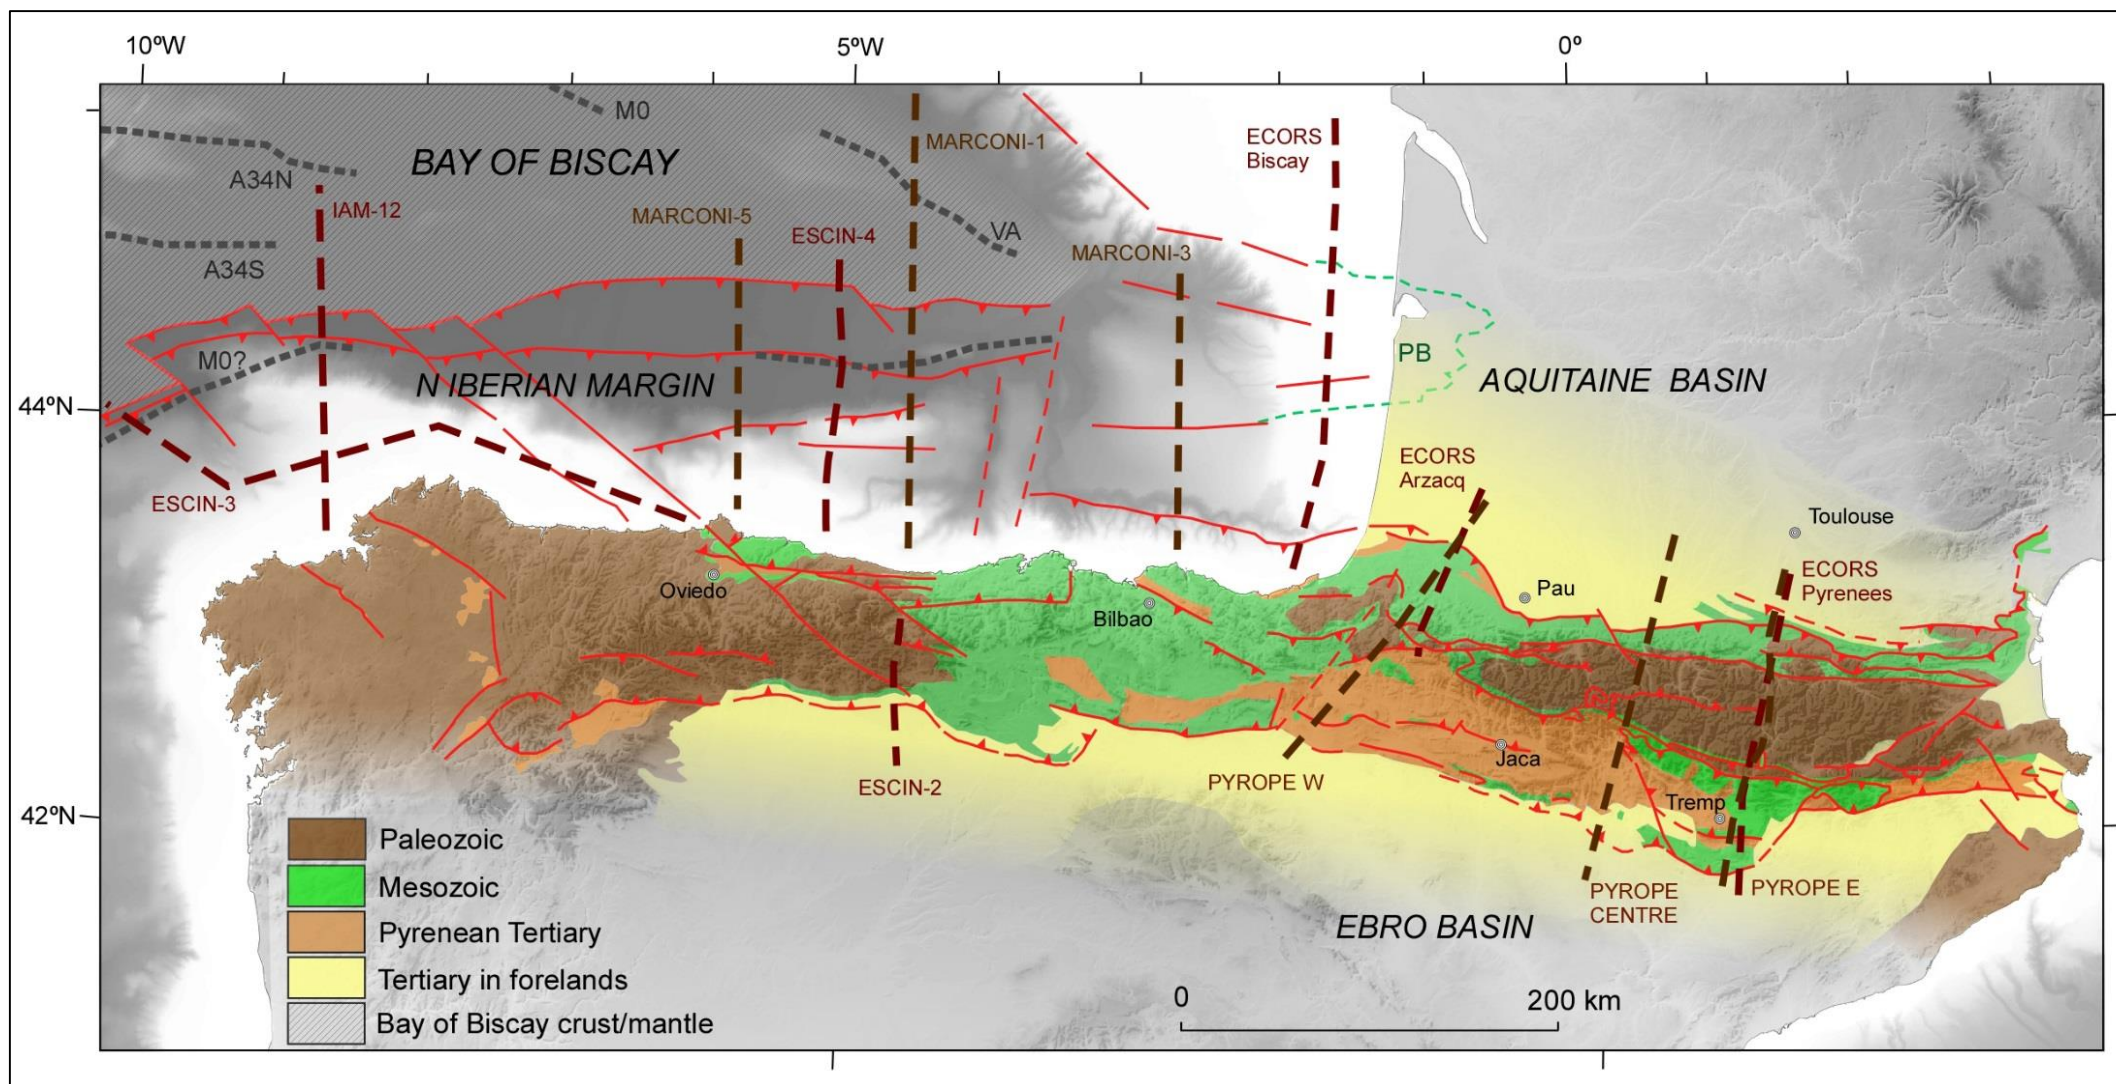 10ºW
5ºW
0º
M0
BAY OF BISCAY
A34N
IAM-12
A34S
MARCONI-5
ESCIN-4
MARCONI-1
VA
MARCONI-3
ECORS
Biscay
M0?
N IBERIAN MARGIN
PB
AQUITAINE BASIN
44ºN
ESCIN-3
ECORS
Arzacq
Toulouse
Oviedo
Bilbao
Pau
ECORS
Pyrenees
ESCIN-2
PYROPE W
Jaca
Tremp
42ºN
PYROPE
CENTRE
PYROPE E
EBRO BASIN
Paleozoic
Mesozoic
Pyrenean Tertiary
Tertiary in forelands
Bay of Biscay crust/mantle
0
200 km